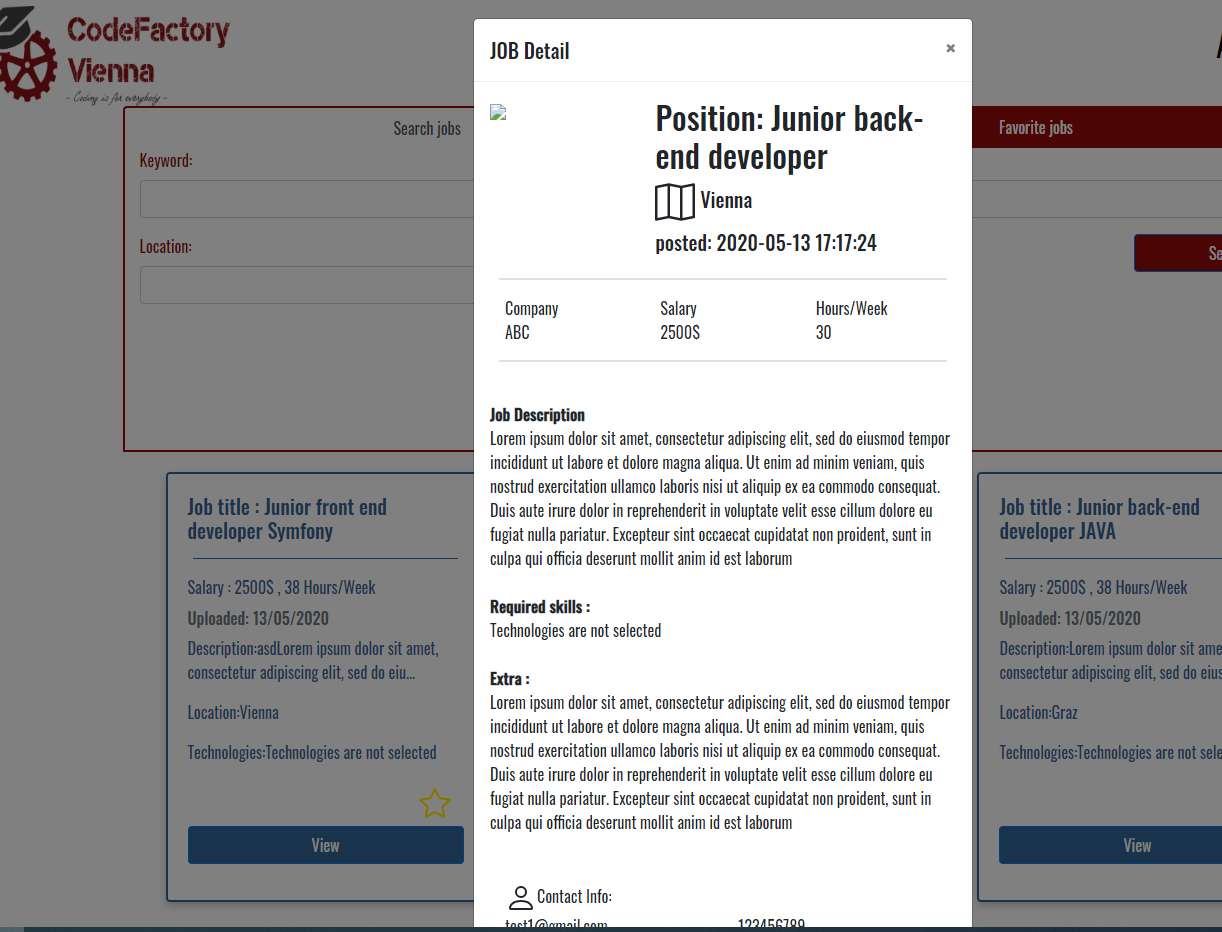 CodeFactory
Vienna
- Coding is for everybody -
JOB Detail
×
Search jobs
Favorite jobs
Keyword:
Location:
Position: Junior back-
end developer
Vienna
posted: 2020-05-13 17:17:24
Company Salary Hours/Week
ABC 2500$ 30
Job Description
Lorem ipsum dolor sit amet, consectetur adipiscing elit, sed do eiusmod tempor
incididunt ut labore et dolore magna aliqua. Ut enim ad minim veniam, quis
nostrud exercitation ullamco laboris nisi ut aliquip ex ea commodo consequat.
Duis aute irure dolor in reprehenderit in voluptate velit esse cillum dolore eu
fugiat nulla pariatur. Excepteur sint occaecat cupidatat non proident, sunt in
culpa qui officia deserunt mollit anim id est laborum
Required skills :
Technologies are not selected
Extra :
Lorem ipsum dolor sit amet, consectetur adipiscing elit, sed do eiusmod tempor
incididunt ut labore et dolore magna aliqua. Ut enim ad minim veniam, quis
nostrud exercitation ullamco laboris nisi ut aliquip ex ea commodo consequat.
Duis aute irure dolor in reprehenderit in voluptate velit esse cillum dolore eu
fugiat nulla pariatur. Excepteur sint occaecat cupidatat non proident, sunt in
culpa qui officia deserunt mollit anim id est laborum
Contact Info:
test1@gmail.com 123456789
Job title : Junior front end
developer Symfony
Salary : 2500$ , 38 Hours/Week
Uploaded: 13/05/2020
Description:asdLorem ipsum dolor sit amet,
consectetur adipiscing elit, sed do eiu...
Location:Vienna
Technologies:Technologies are not selected
View
Job title : Junior back-end
developer JAVA
Salary : 2500$ , 38 Hours/Week
Uploaded: 13/05/2020
Description:Lorem ipsum dolor sit ame
consectetur adipiscing elit, sed do eius
Location:Graz
Technologies:Technologies are not sele
View